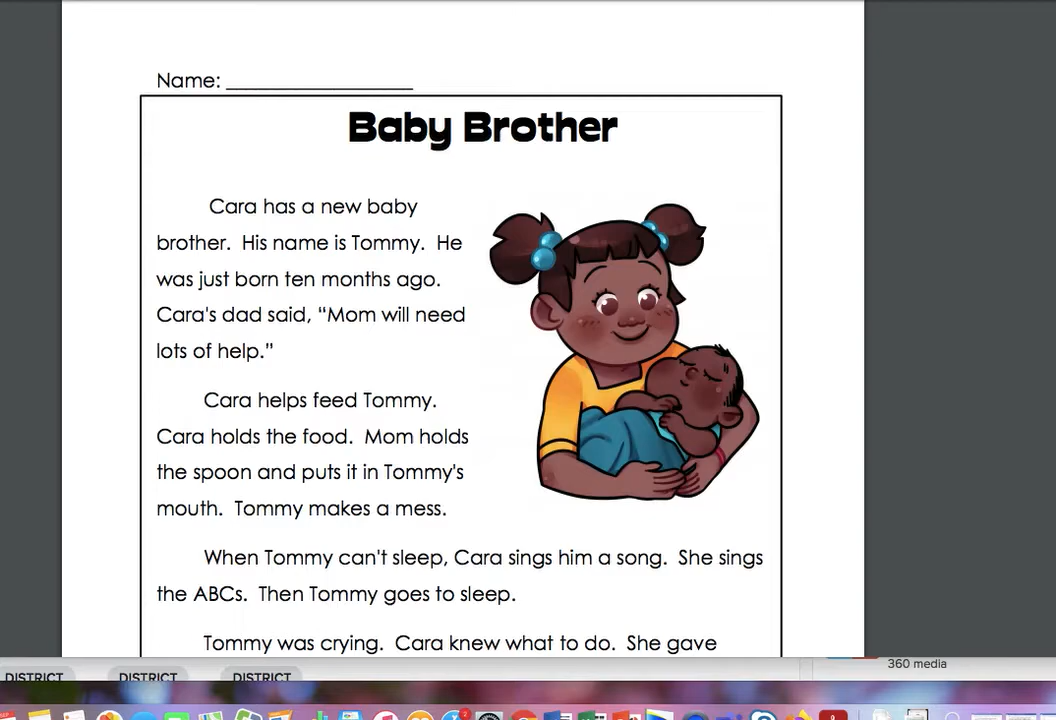 Name: _________________
Baby Brother
Cara has a new baby
brother. His name is Tommy. He
was just born ten months ago.
Cara's dad said, “Mom will need
lots of help.”
Cara helps feed Tommy.
Cara holds the food. Mom holds
the spoon and puts it in Tommy's
mouth. Tommy makes a mess.
When Tommy can't sleep, Cara sings him a song. She sings
the ABCs. Then Tommy goes to sleep.
Tommy was crying. Cara knew what to do. She gave
360 media
DISTRICT DISTRICT DISTRICT